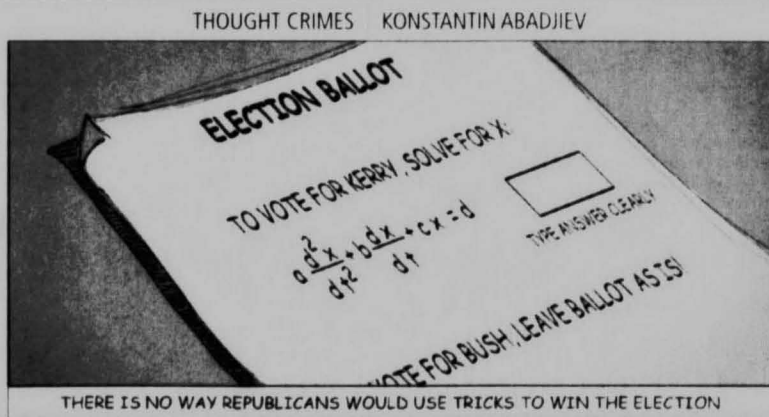 THOUGHT CRIMES KONSTANTIN ABADJIEV
ELECTION BALLOT
TO VOTE FOR KERRY, SOLVE FOR X:
a d²x/dt² + b dx/dt + cx = d
TYPE ANSWER CLEARLY
VOTE FOR BUSH, LEAVE BALLOT AS IS!
THERE IS NO WAY REPUBLICANS WOULD USE TRICKS TO WIN THE ELECTION